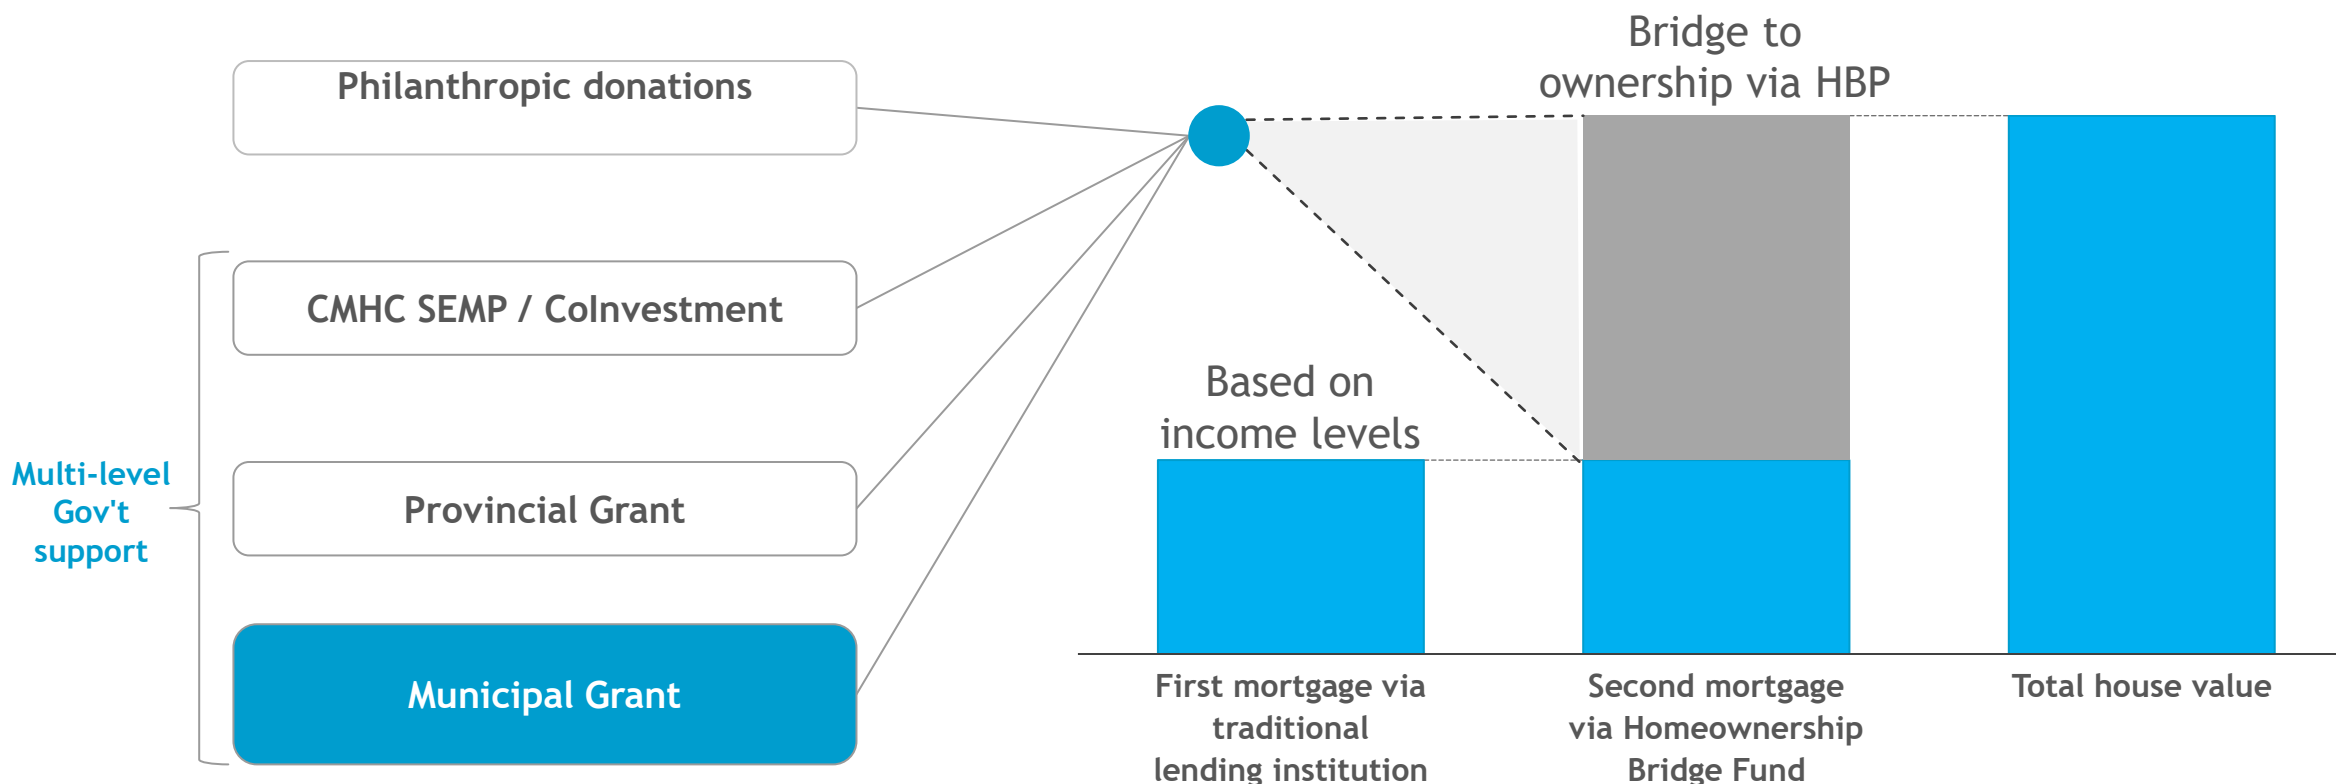 Bridge to
ownership via HBP
Philanthropic donations
CMHC SEMP / CoInvestment
Based on
income levels
Multi-level
Gov't
support
Provincial Grant
Municipal Grant
First mortgage via
traditional
lending institution
Second mortgage
via Homeownership
Bridge Fund
Total house value